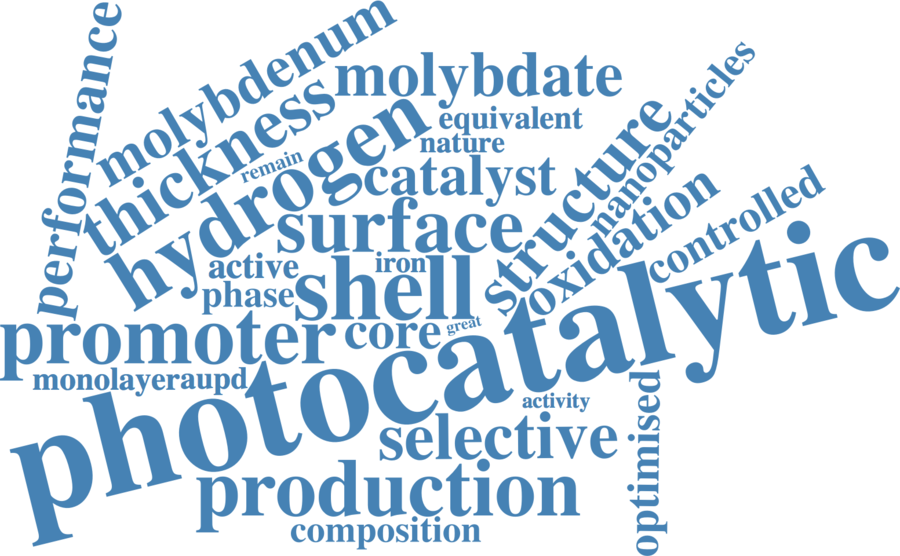 performance
molybdenum
molybdate
thickness
equivalent
nature
remain
hydrogen
catalyst
structure
nanoparticles
surface
oxidation
controlled
active
iron
phase
shell
promoter
core
great
photocatalytic
monolayeraupd
activity
selective
optimised
production
composition